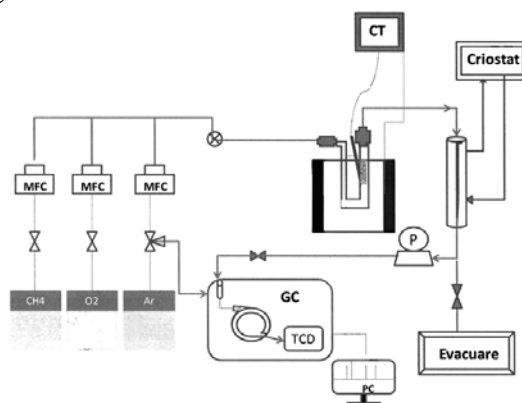 CT
Criostat
MFC
MFC
MFC
P
CH4
O2
Ar
GC
TCD
PC
Evacuare